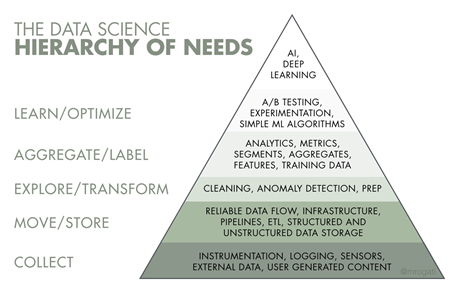 THE DATA SCIENCE
HIERARCHY OF NEEDS
AI,
DEEP
LEARNING
LEARN/OPTIMIZE
A/B TESTING,
EXPERIMENTATION,
SIMPLE ML ALGORITHMS
AGGREGATE/LABEL
ANALYTICS, METRICS,
SEGMENTS, AGGREGATES,
FEATURES, TRAINING DATA
EXPLORE/TRANSFORM
CLEANING, ANOMALY DETECTION, PREP
MOVE/STORE
RELIABLE DATA FLOW, INFRASTRUCTURE,
PIPELINES, ETL, STRUCTURED AND
UNSTRUCTURED DATA STORAGE
COLLECT
INSTRUMENTATION, LOGGING, SENSORS,
EXTERNAL DATA, USER GENERATED CONTENT